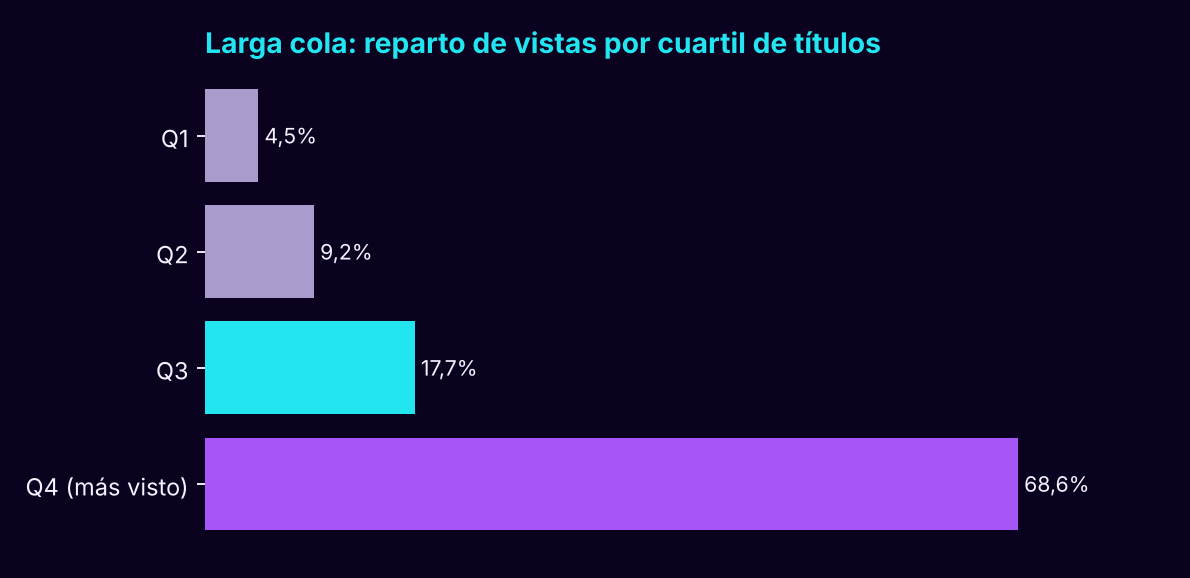 Larga cola: reparto de vistas por cuartil de títulos
Q1 4,5%
Q2 9,2%
Q3 17,7%
Q4 (más visto) 68,6%